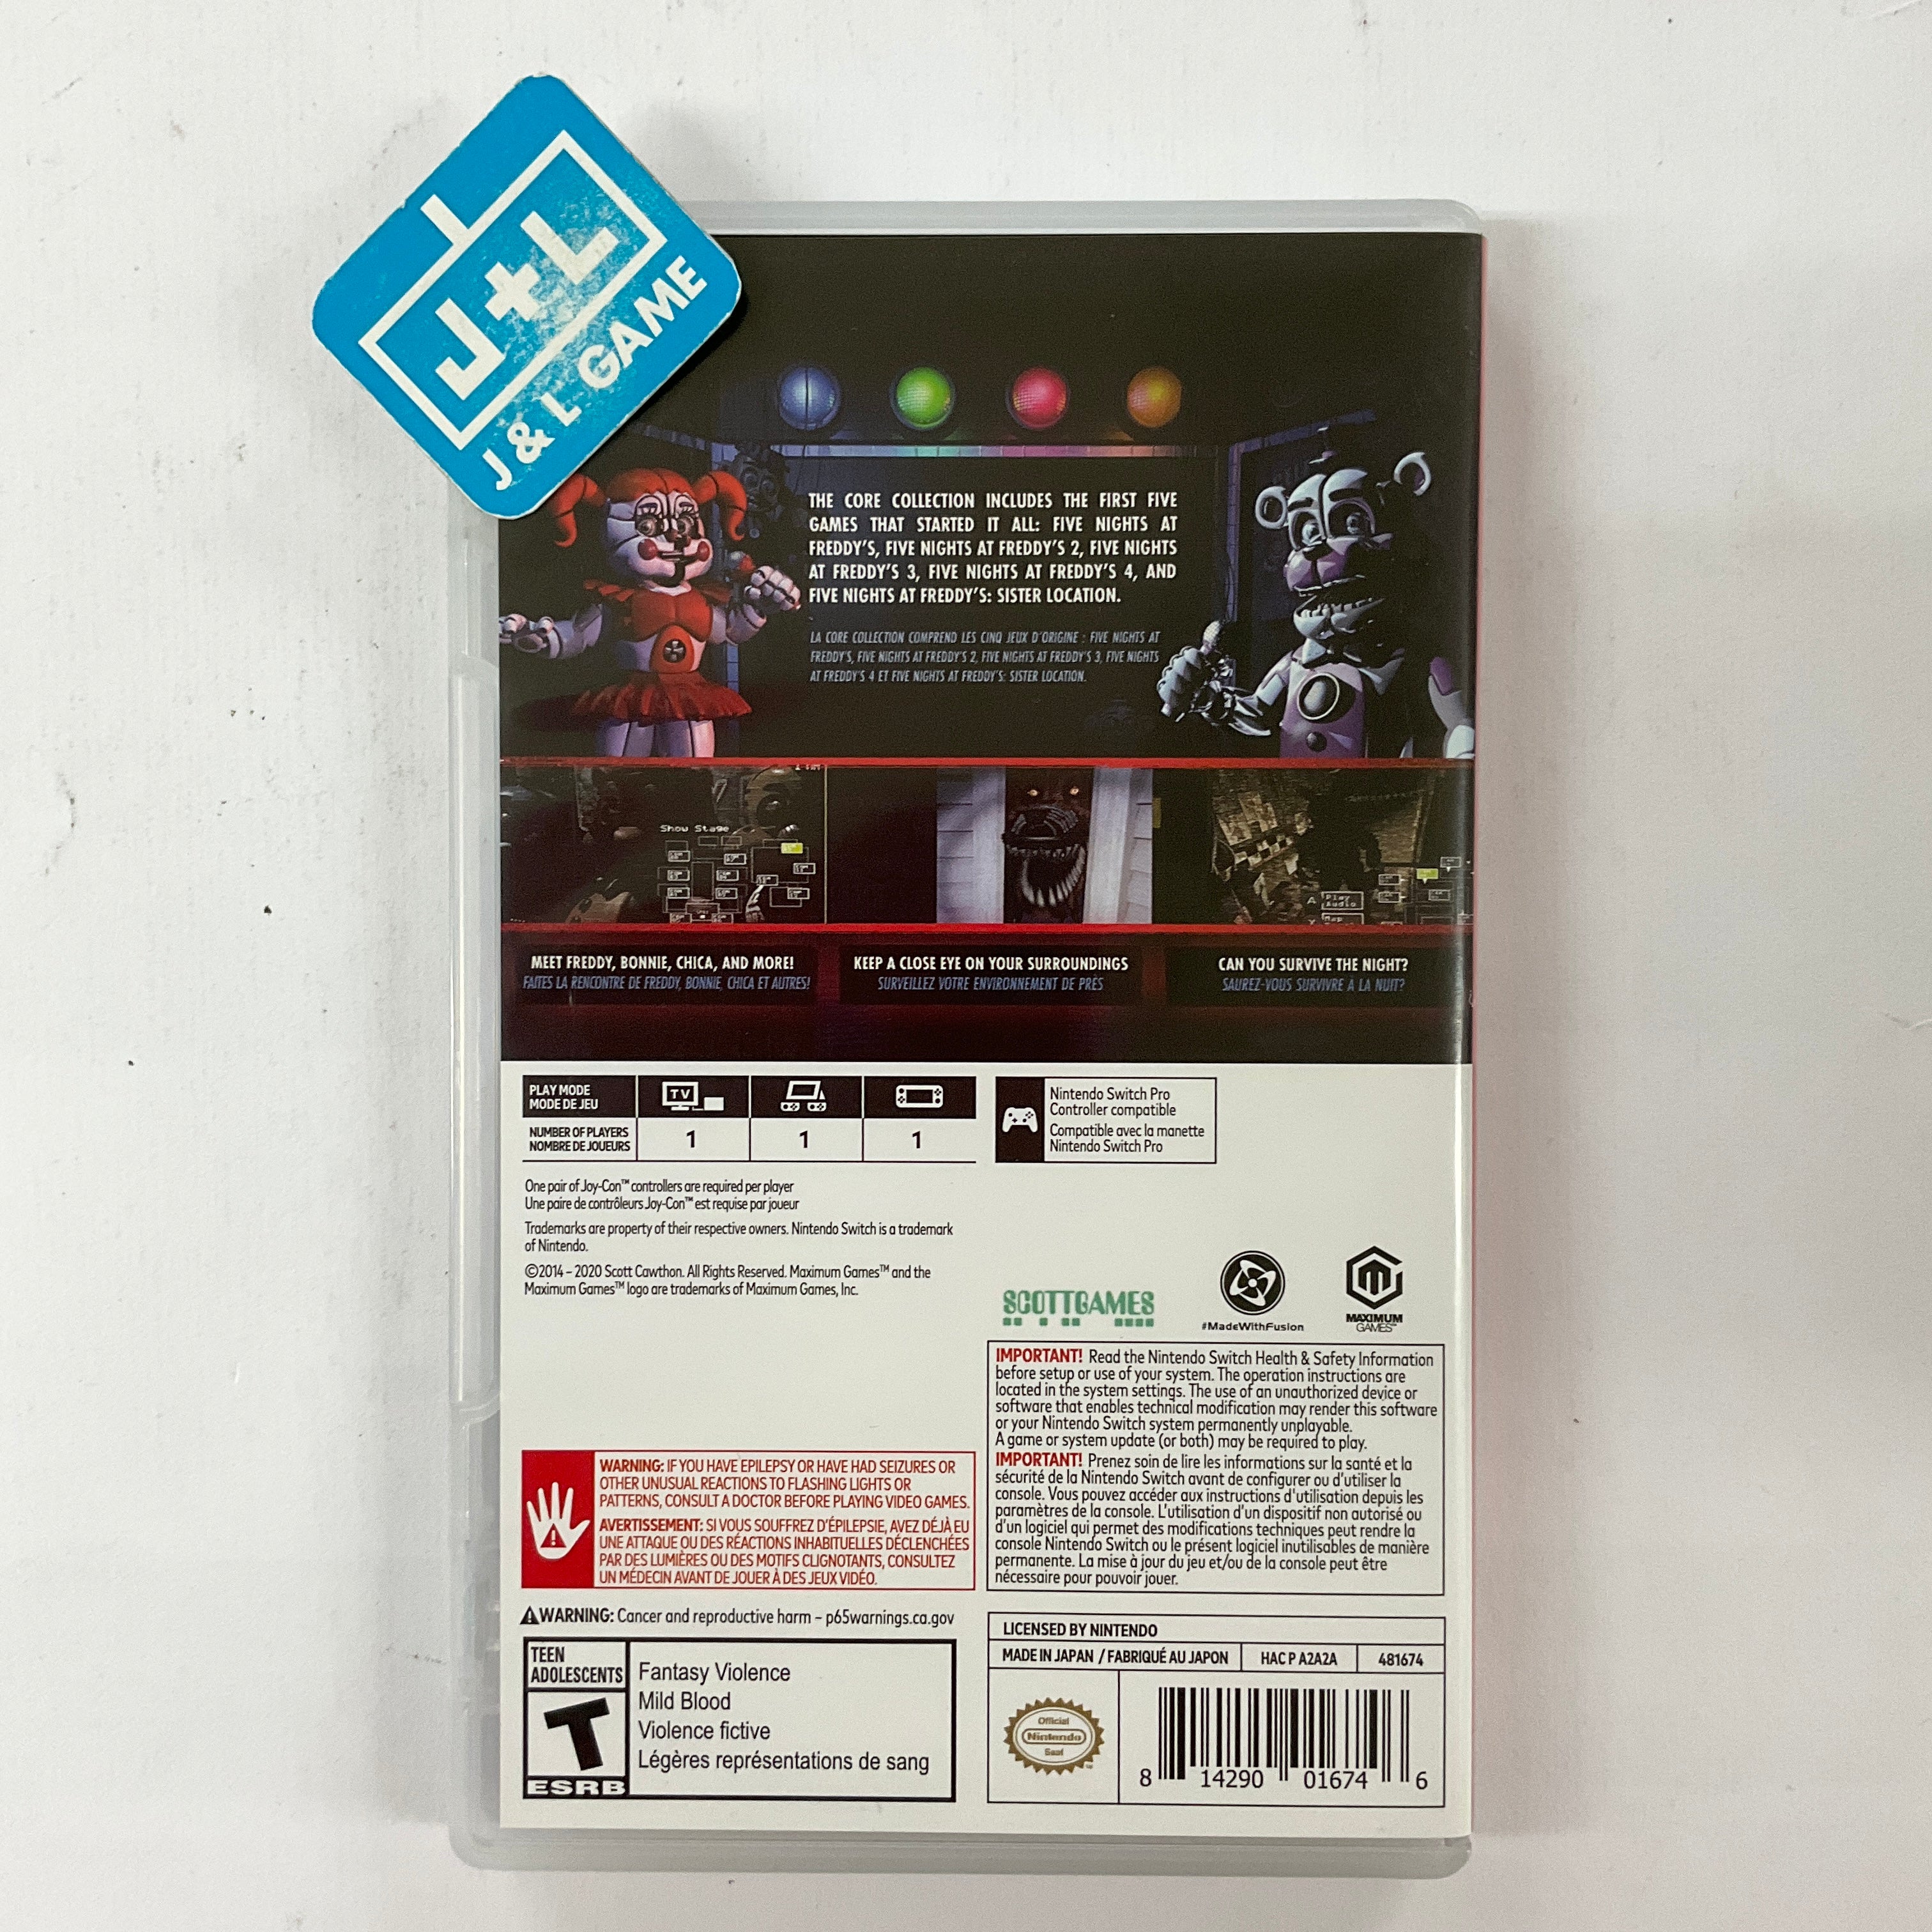 J+L
J & L GAME
THE CORE COLLECTION INCLUDES THE FIRST FIVE
GAMES THAT STARTED IT ALL: FIVE NIGHTS AT
FREDDY'S, FIVE NIGHTS AT FREDDY'S 2, FIVE NIGHTS
AT FREDDY'S 3, FIVE NIGHTS AT FREDDY'S 4, AND
FIVE NIGHTS AT FREDDY'S: SISTER LOCATION.
LA CORE COLLECTION COMPREND LES CINQ JEUX D'ORIGINE : FIVE NIGHTS AT
FREDDY'S, FIVE NIGHTS AT FREDDY'S 2, FIVE NIGHTS AT FREDDY'S 3, FIVE NIGHTS
AT FREDDY'S 4 ET FIVE NIGHTS AT FREDDY'S: SISTER LOCATION.
Show Stage
A Play
Audio
MEET FREDDY, BONNIE, CHICA, AND MORE!
FAITES LA RENCONTRE DE FREDDY, BONNIE, CHICA ET AUTRES!
KEEP A CLOSE EYE ON YOUR SURROUNDINGS
SURVEILLEZ VOTRE ENVIRONNEMENT DE PRÈS
CAN YOU SURVIVE THE NIGHT?
SAUREZ-VOUS SURVIVRE A LA NUIT?
PLAY MODE
MODE DE JEU
TV
NUMBER OF PLAYERS
NOMBRE DE JOUEURS
1 1 1
Nintendo Switch Pro
Controller compatible
Compatible avec la manette
Nintendo Switch Pro
One pair of Joy-Con™ controllers are required per player
Une paire de contrôleurs Joy-Con™ est requise par joueur
Trademarks are property of their respective owners. Nintendo Switch is a trademark
of Nintendo.
©2014 – 2020 Scott Cawthon. All Rights Reserved. Maximum Games™ and the
Maximum Games™ logo are trademarks of Maximum Games, Inc.
SCOTTGAMES
#MadeWithFusion
MAXIMUM
GAMES™
IMPORTANT! Read the Nintendo Switch Health & Safety Information
before setup or use of your system. The operation instructions are
located in the system settings. The use of an unauthorized device or
software that enables technical modification may render this software
or your Nintendo Switch system permanently unplayable.
A game or system update (or both) may be required to play.
IMPORTANT! Prenez soin de lire les informations sur la santé et la
sécurité de la Nintendo Switch avant de configurer ou d'utiliser la
console. Vous pouvez accéder aux instructions d'utilisation depuis les
paramètres de la console. L'utilisation d'un dispositif non autorisé ou
d'un logiciel qui permet des modifications techniques peut rendre la
console Nintendo Switch ou le présent logiciel inutilisables de manière
permanente. La mise à jour du jeu et/ou de la console peut être
nécessaire pour pouvoir jouer.
WARNING: IF YOU HAVE EPILEPSY OR HAVE HAD SEIZURES OR
OTHER UNUSUAL REACTIONS TO FLASHING LIGHTS OR
PATTERNS, CONSULT A DOCTOR BEFORE PLAYING VIDEO GAMES.
AVERTISSEMENT: SI VOUS SOUFFREZ D'ÉPILEPSIE, AVEZ DÉJÀ EU
UNE ATTAQUE OU DES RÉACTIONS INHABITUELLES DÉCLENCHÉES
PAR DES LUMIÈRES OU DES MOTIFS CLIGNOTANTS, CONSULTEZ
UN MÉDECIN AVANT DE JOUER À DES JEUX VIDÉO.
WARNING: Cancer and reproductive harm – p65warnings.ca.gov
TEEN
ADOLESCENTS
T
ESRB
Fantasy Violence
Mild Blood
Violence fictive
Légères représentations de sang
LICENSED BY NINTENDO
MADE IN JAPAN / FABRIQUÉ AU JAPON
HAC P A2A2A
481674
Official
Nintendo
Seal
8 14290 01674 6